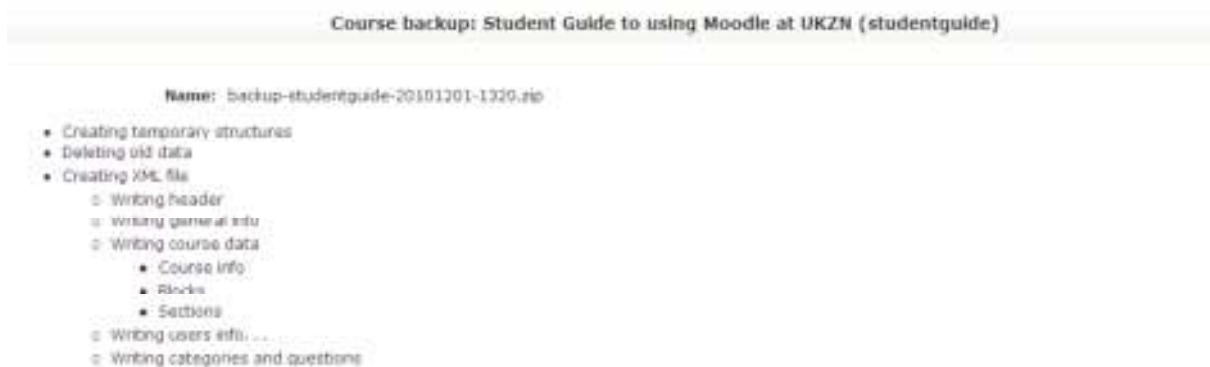 Course backup: Student Guide to using Moodle at UKZN (studentguide)
Name: backup-studentguide-20101201-1320.zip
Creating temporary structures
Deleting old data
Creating XML file
Writing header
Writing general info
Writing course data
Course info
Blocks
Sections
Writing users info....
Writing categories and questions